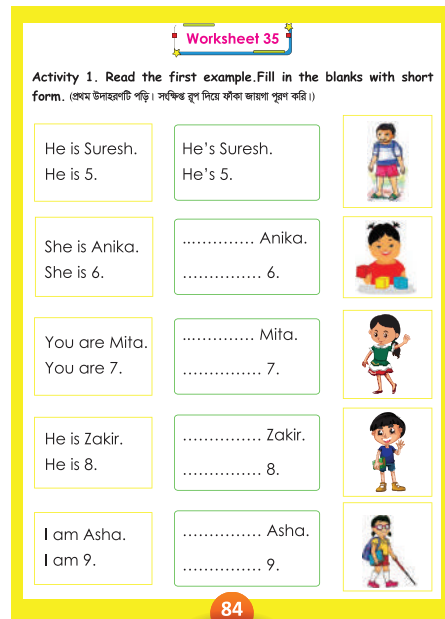 Worksheet 35
Activity 1. Read the first example.Fill in the blanks with short
form. (প্রথম উদাহরণটি পড়ি। সংক্ষিপ্ত রূপ দিয়ে ফাঁকা জায়গা পূরণ করি।)
He is Suresh.
He is 5.
He's Suresh.
He's 5.
She is Anika.
She is 6.
............... Anika.
............... 6.
You are Mita.
You are 7.
............... Mita.
............... 7.
He is Zakir.
He is 8.
............... Zakir.
............... 8.
I am Asha.
I am 9.
............... Asha.
............... 9.
84